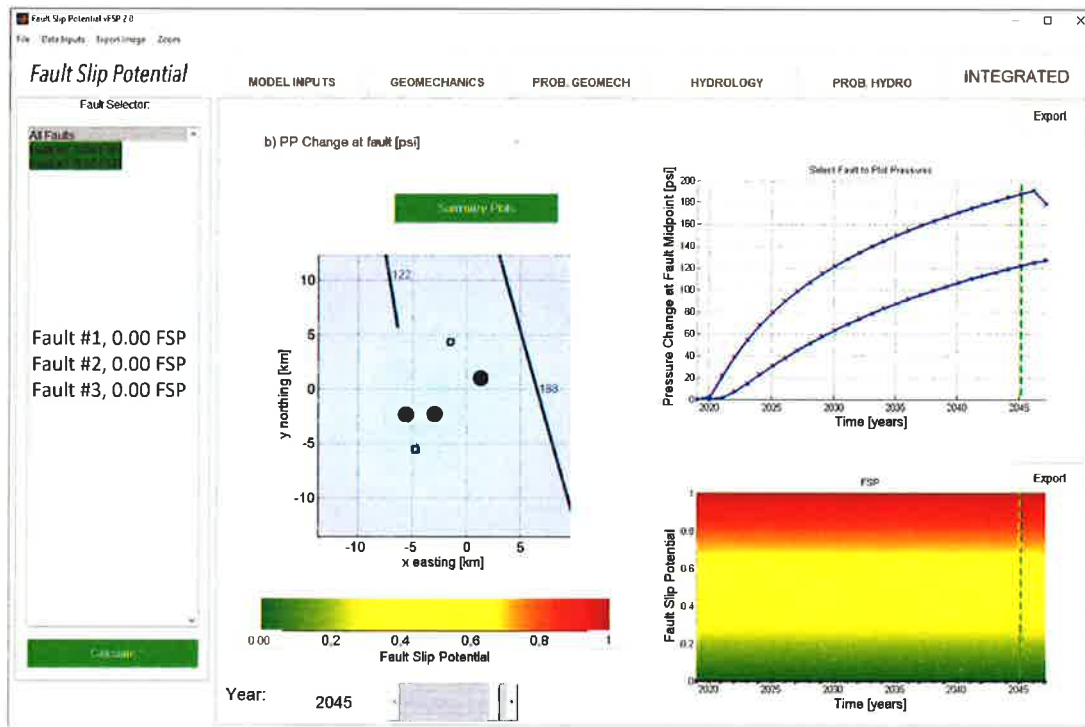 Fault Slip Potential vFSP 2.0
File Data Inputs Export Image Zoom
Fault Slip Potential
MODEL INPUTS GEOMECHANICS PROB. GEOMECH HYDROLOGY PROB. HYDRO INTEGRATED
Fault Selector:
Export
All Faults
b) PP Change at fault [psi]
Select Fault to Plot Pressures
Summary Plots
Pressure Change at Fault Midpoint [psi]
200
180
160
140
120
100
80
60
40
20
0
2020 2025 2030 2035 2040 2045
Time [years]
122
188
y northing [km]
10
5
0
-5
-10
-10 -5 0 5
x easting [km]
Fault #1, 0.00 FSP
Fault #2, 0.00 FSP
Fault #3, 0.00 FSP
Export
FSP
Fault Slip Potential
1
0.8
0.6
0.4
0.2
0
2020 2025 2030 2035 2040 2045
Time [years]
0.00 0.2 0.4 0.6 0.8 1
Fault Slip Potential
Calculate
Year: 2045